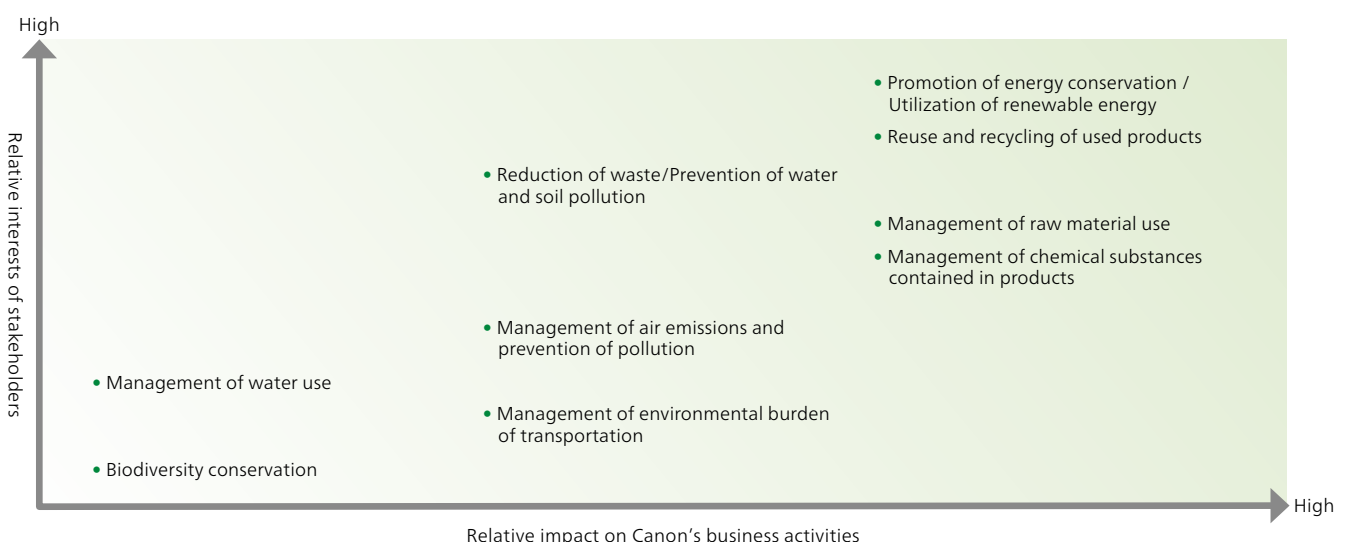 High
Relative interests of stakeholders
• Promotion of energy conservation /
Utilization of renewable energy
• Reuse and recycling of used products
• Reduction of waste/Prevention of water
and soil pollution
• Management of raw material use
• Management of chemical substances
contained in products
• Management of air emissions and
prevention of pollution
• Management of water use
• Management of environmental burden
of transportation
• Biodiversity conservation
High
Relative impact on Canon’s business activities